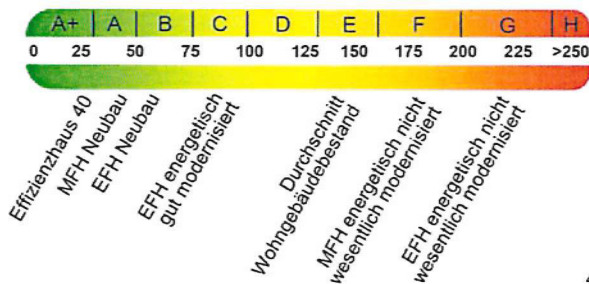 A+ A B C D E F G H
0 25 50 75 100 125 150 175 200 225 >250
Effizienzhaus 40
MFH Neubau
EFH Neubau
EFH energetisch
gut modernisiert
Durchschnitt
Wohngebäudebestand
MFH energetisch nicht
wesentlich modernisiert
EFH energetisch nicht
wesentlich modernisiert